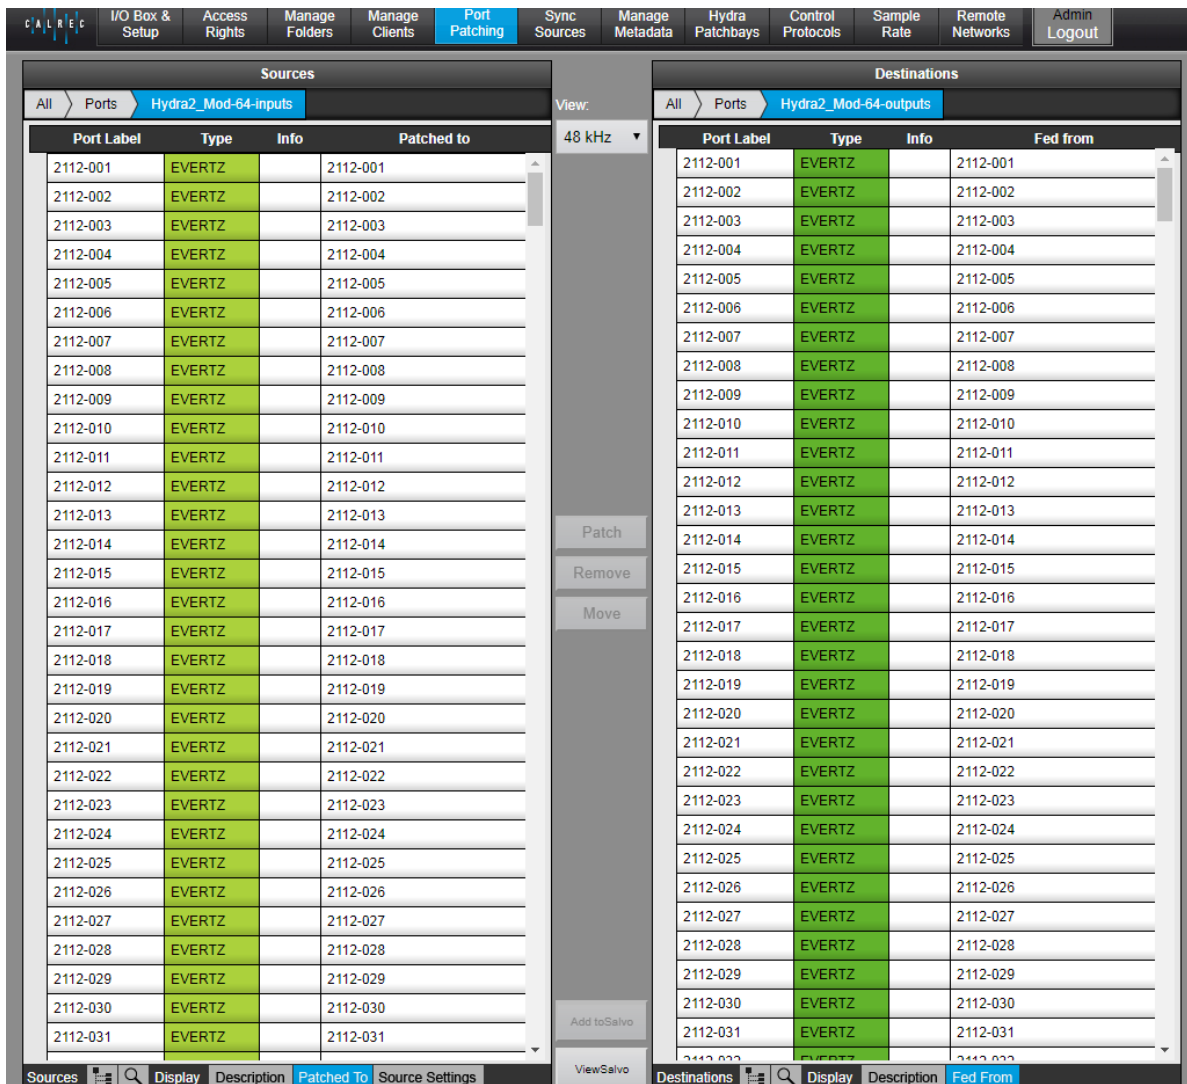 CALREC
I/O Box & Setup
Access Rights
Manage Folders
Manage Clients
Port Patching
Sync Sources
Manage Metadata
Hydra Patchbays
Control Protocols
Sample Rate
Remote Networks
Admin Logout
Sources
All Ports Hydra2_Mod-64-inputs
Port Label Type Info Patched to
2112-001 EVERTZ 2112-001
2112-002 EVERTZ 2112-002
2112-003 EVERTZ 2112-003
2112-004 EVERTZ 2112-004
2112-005 EVERTZ 2112-005
2112-006 EVERTZ 2112-006
2112-007 EVERTZ 2112-007
2112-008 EVERTZ 2112-008
2112-009 EVERTZ 2112-009
2112-010 EVERTZ 2112-010
2112-011 EVERTZ 2112-011
2112-012 EVERTZ 2112-012
2112-013 EVERTZ 2112-013
2112-014 EVERTZ 2112-014
2112-015 EVERTZ 2112-015
2112-016 EVERTZ 2112-016
2112-017 EVERTZ 2112-017
2112-018 EVERTZ 2112-018
2112-019 EVERTZ 2112-019
2112-020 EVERTZ 2112-020
2112-021 EVERTZ 2112-021
2112-022 EVERTZ 2112-022
2112-023 EVERTZ 2112-023
2112-024 EVERTZ 2112-024
2112-025 EVERTZ 2112-025
2112-026 EVERTZ 2112-026
2112-027 EVERTZ 2112-027
2112-028 EVERTZ 2112-028
2112-029 EVERTZ 2112-029
2112-030 EVERTZ 2112-030
2112-031 EVERTZ 2112-031
Sources Display Description Patched To Source Settings
View:
48 kHz
Patch
Remove
Move
Add toSalvo
ViewSalvo
Destinations
All Ports Hydra2_Mod-64-outputs
Port Label Type Info Fed from
2112-001 EVERTZ 2112-001
2112-002 EVERTZ 2112-002
2112-003 EVERTZ 2112-003
2112-004 EVERTZ 2112-004
2112-005 EVERTZ 2112-005
2112-006 EVERTZ 2112-006
2112-007 EVERTZ 2112-007
2112-008 EVERTZ 2112-008
2112-009 EVERTZ 2112-009
2112-010 EVERTZ 2112-010
2112-011 EVERTZ 2112-011
2112-012 EVERTZ 2112-012
2112-013 EVERTZ 2112-013
2112-014 EVERTZ 2112-014
2112-015 EVERTZ 2112-015
2112-016 EVERTZ 2112-016
2112-017 EVERTZ 2112-017
2112-018 EVERTZ 2112-018
2112-019 EVERTZ 2112-019
2112-020 EVERTZ 2112-020
2112-021 EVERTZ 2112-021
2112-022 EVERTZ 2112-022
2112-023 EVERTZ 2112-023
2112-024 EVERTZ 2112-024
2112-025 EVERTZ 2112-025
2112-026 EVERTZ 2112-026
2112-027 EVERTZ 2112-027
2112-028 EVERTZ 2112-028
2112-029 EVERTZ 2112-029
2112-030 EVERTZ 2112-030
2112-031 EVERTZ 2112-031
Destinations Display Description Fed From